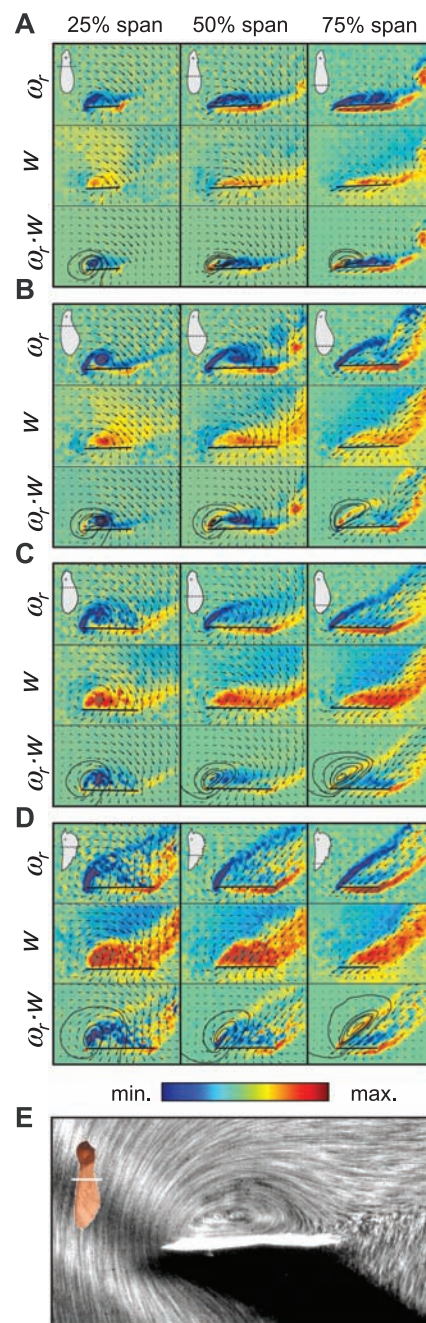 A 25% span 50% span 75% span
ωr
w
ωr·w
B
ωr
w
ωr·w
C
ωr
w
ωr·w
D
ωr
w
ωr·w
min. max.
E